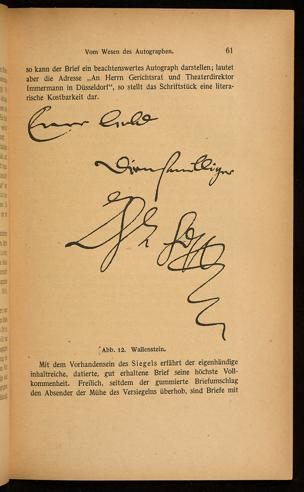 Vom Wesen des Autographen. 61
so kann der Brief ein beachtenswertes Autograph darstellen; lautet
aber die Adresse „An Herrn Gerichtsrat und Theaterdirektor
Immermann in Düsseldorf“, so stellt das Schriftstück eine litera-
rische Kostbarkeit dar.
Abb. 12. Wallenstein.
Mit dem Vorhandensein des Siegels erfährt der eigenhändige
inhaltreiche, datierte, gut erhaltene Brief seine höchste Voll-
kommenheit. Freilich, seitdem der gummierte Briefumschlag
den Absender der Mühe des Versiegelns überhob, sind Briefe mit